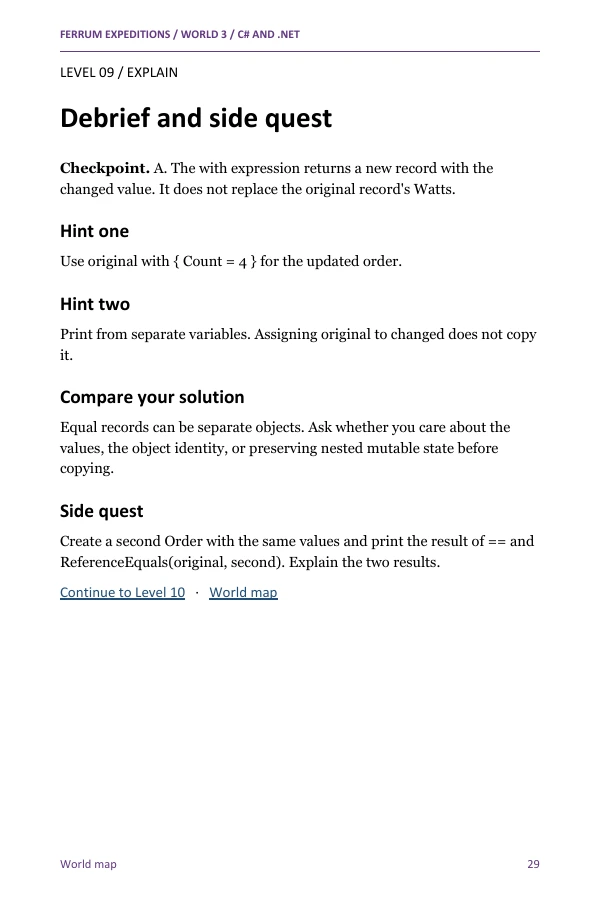 FERRUM EXPEDITIONS / WORLD 3 / C# AND .NET
LEVEL 09 / EXPLAIN
Debrief and side quest
Checkpoint. A. The with expression returns a new record with the
changed value. It does not replace the original record's Watts.
Hint one
Use original with { Count = 4 } for the updated order.
Hint two
Print from separate variables. Assigning original to changed does not copy
it.
Compare your solution
Equal records can be separate objects. Ask whether you care about the
values, the object identity, or preserving nested mutable state before
copying.
Side quest
Create a second Order with the same values and print the result of == and
ReferenceEquals(original, second). Explain the two results.
Continue to Level 10 · World map
World map 29